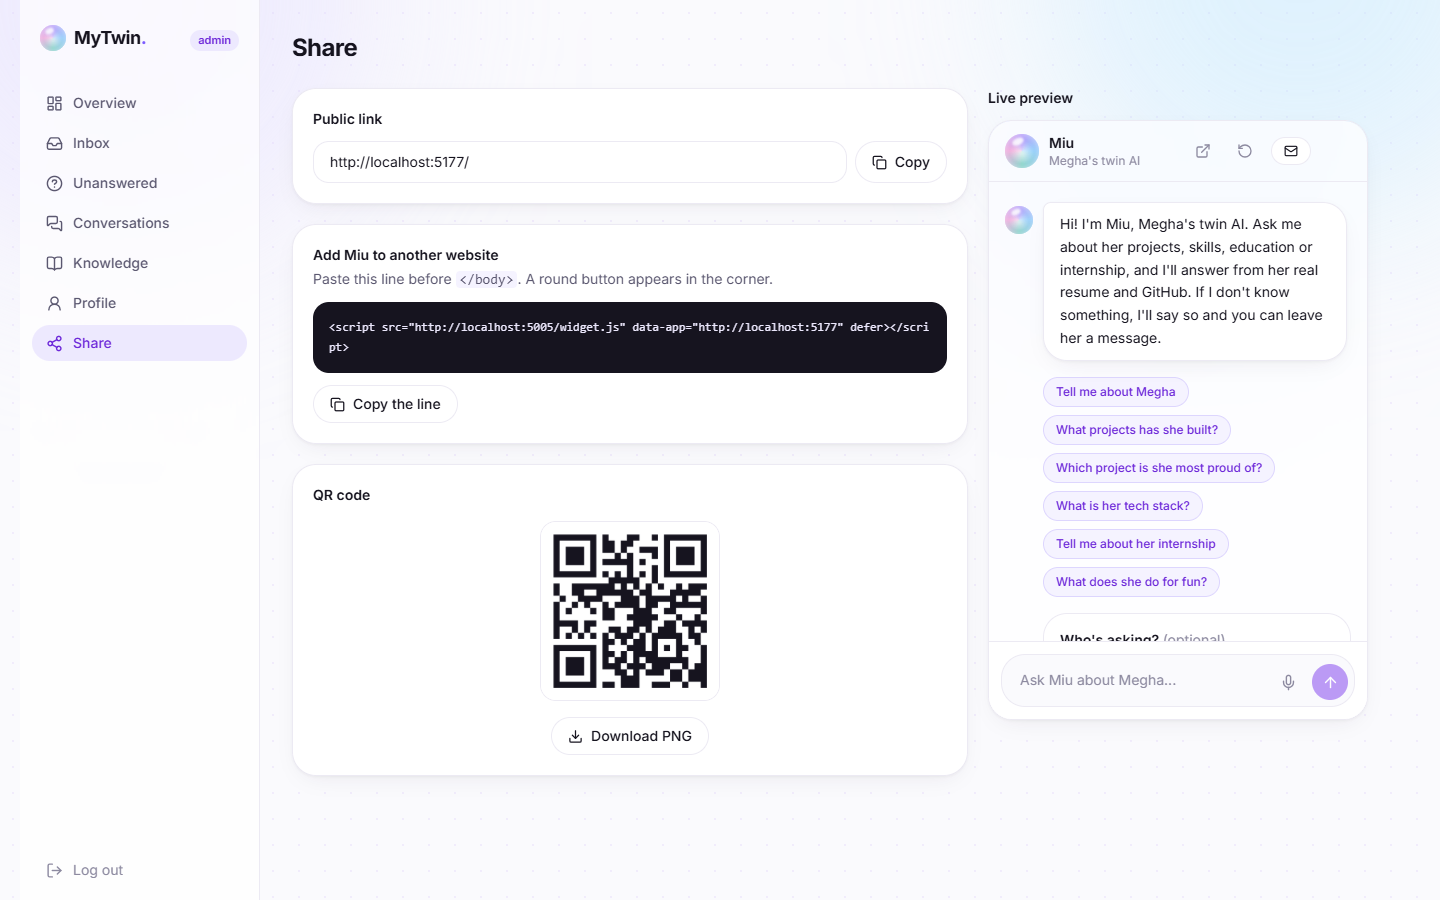 MyTwin.
admin
Overview
Inbox
Unanswered
Conversations
Knowledge
Profile
Share
Log out
Share
Public link
http://localhost:5177/
Copy
Add Miu to another website
Paste this line before </body>. A round button appears in the corner.
<script src="http://localhost:5005/widget.js" data-app="http://localhost:5177" defer></scri
pt>
Copy the line
QR code
Download PNG
Live preview
Miu
Megha's twin AI
Hi! I'm Miu, Megha's twin AI. Ask me
about her projects, skills, education or
internship, and I'll answer from her real
resume and GitHub. If I don't know
something, I'll say so and you can leave
her a message.
Tell me about Megha
What projects has she built?
Which project is she most proud of?
What is her tech stack?
Tell me about her internship
What does she do for fun?
Who's asking? (optional)
Ask Miu about Megha...